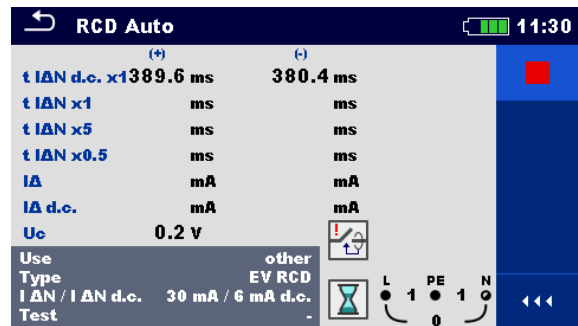 RCD Auto 11:30
(+) (-)
t IΔN d.c. x1 389.6 ms 380.4 ms
t IΔN x1 ms ms
t IΔN x5 ms ms
t IΔN x0.5 ms ms
IΔ mA mA
IΔ d.c. mA mA
Uc 0.2 V
Use other
Type EV RCD
I ΔN / I ΔN d.c. 30 mA / 6 mA d.c.
Test -
L PE N
1 1
0